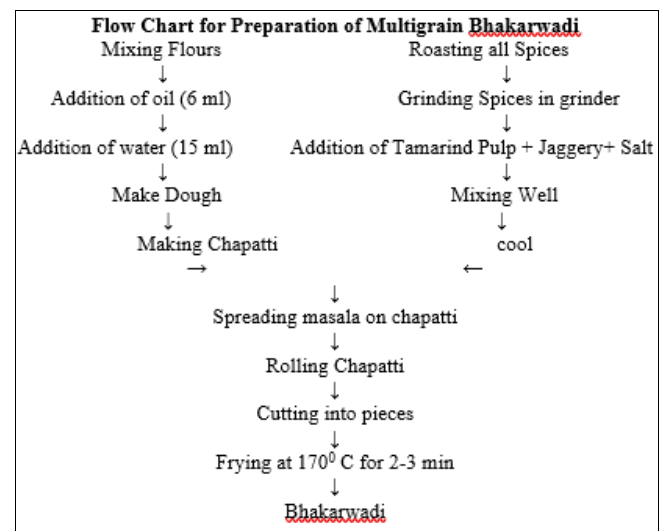 Flow Chart for Preparation of Multigrain Bhakarwadi
Mixing Flours Roasting all Spices
↓ ↓
Addition of oil (6 ml) Grinding Spices in grinder
↓ ↓
Addition of water (15 ml) Addition of Tamarind Pulp + Jaggery+ Salt
↓ ↓
Make Dough Mixing Well
↓ ↓
Making Chapatti cool
→ ←
↓
Spreading masala on chapatti
↓
Rolling Chapatti
↓
Cutting into pieces
↓
Frying at 170⁰ C for 2-3 min
↓
Bhakarwadi